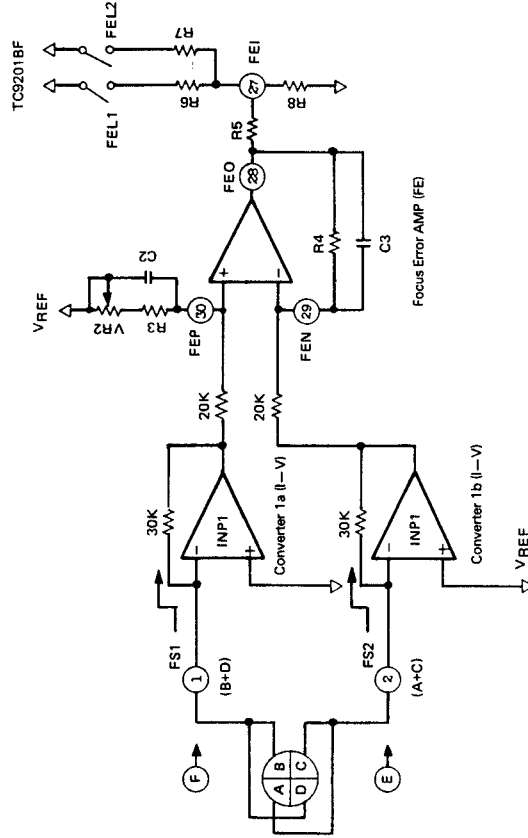 TC9201BF
FEL1
FEL2
R6
R7
FEI
27
R8
R5
FEO
28
R4
C3
Focus Error AMP (FE)
VREF
VR2
C2
R3
30
FEP
+
−
29
FEN
20K
20K
30K
−
INP1
+
Converter 1a (I−V)
30K
−
INP1
+
Converter 1b (I−V)
VREF
FS1
FS2
1
(B+D)
2
(A+C)
F
E
A
B
D
C